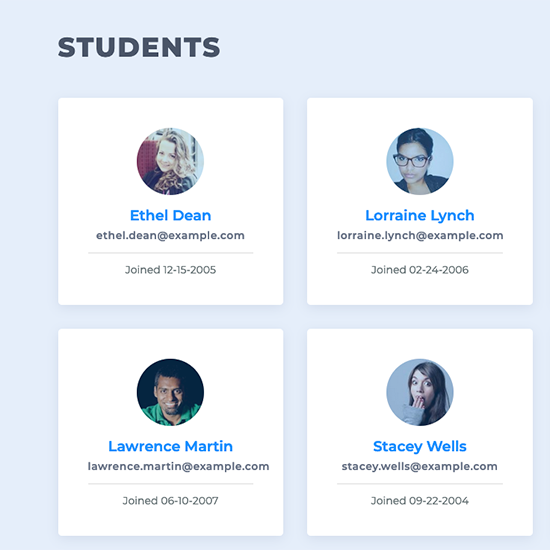 STUDENTS
Ethel Dean
ethel.dean@example.com
Joined 12-15-2005
Lorraine Lynch
lorraine.lynch@example.com
Joined 02-24-2006
Lawrence Martin
lawrence.martin@example.com
Joined 06-10-2007
Stacey Wells
stacey.wells@example.com
Joined 09-22-2004